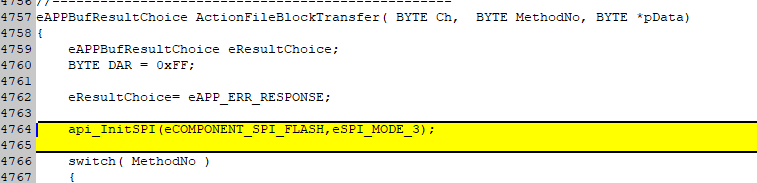 4756 //--------------------------------------------------
4757 eAPPBufResultChoice ActionFileBlockTransfer( BYTE Ch,  BYTE MethodNo, BYTE *pData)
4758 {
4759     eAPPBufResultChoice eResultChoice;
4760     BYTE DAR = 0xFF;
4761
4762     eResultChoice= eAPP_ERR_RESPONSE;
4763
4764     api_InitSPI(eCOMPONENT_SPI_FLASH,eSPI_MODE_3);
4765
4766     switch( MethodNo )
4767     {